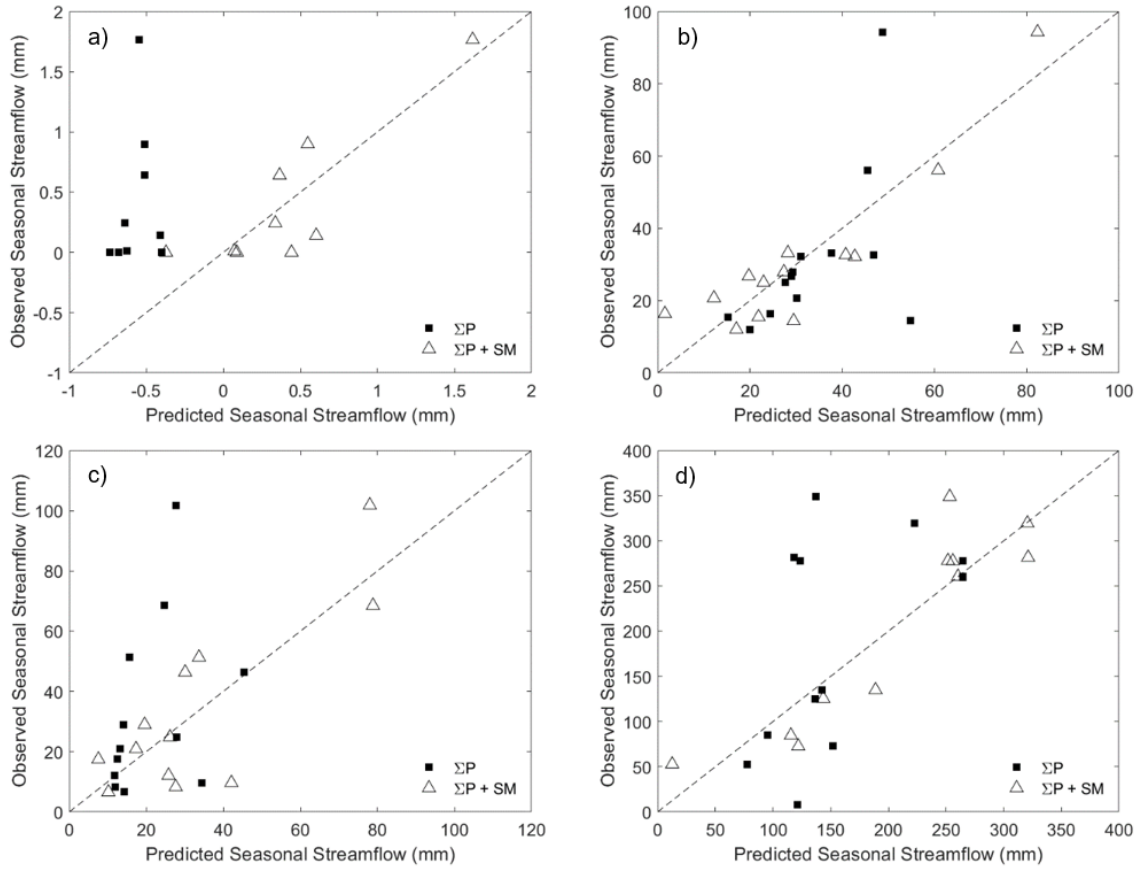 a)
Observed Seasonal Streamflow (mm)
2
1.5
1
0.5
0
-0.5
-1
-1 -0.5 0 0.5 1 1.5 2
Predicted Seasonal Streamflow (mm)
ΣP
ΣP + SM
b)
Observed Seasonal Streamflow (mm)
100
80
60
40
20
0
0 20 40 60 80 100
Predicted Seasonal Streamflow (mm)
ΣP
ΣP + SM
c)
Observed Seasonal Streamflow (mm)
120
100
80
60
40
20
0
0 20 40 60 80 100 120
Predicted Seasonal Streamflow (mm)
ΣP
ΣP + SM
d)
Observed Seasonal Streamflow (mm)
400
350
300
250
200
150
100
50
0
0 50 100 150 200 250 300 350 400
Predicted Seasonal Streamflow (mm)
ΣP
ΣP + SM